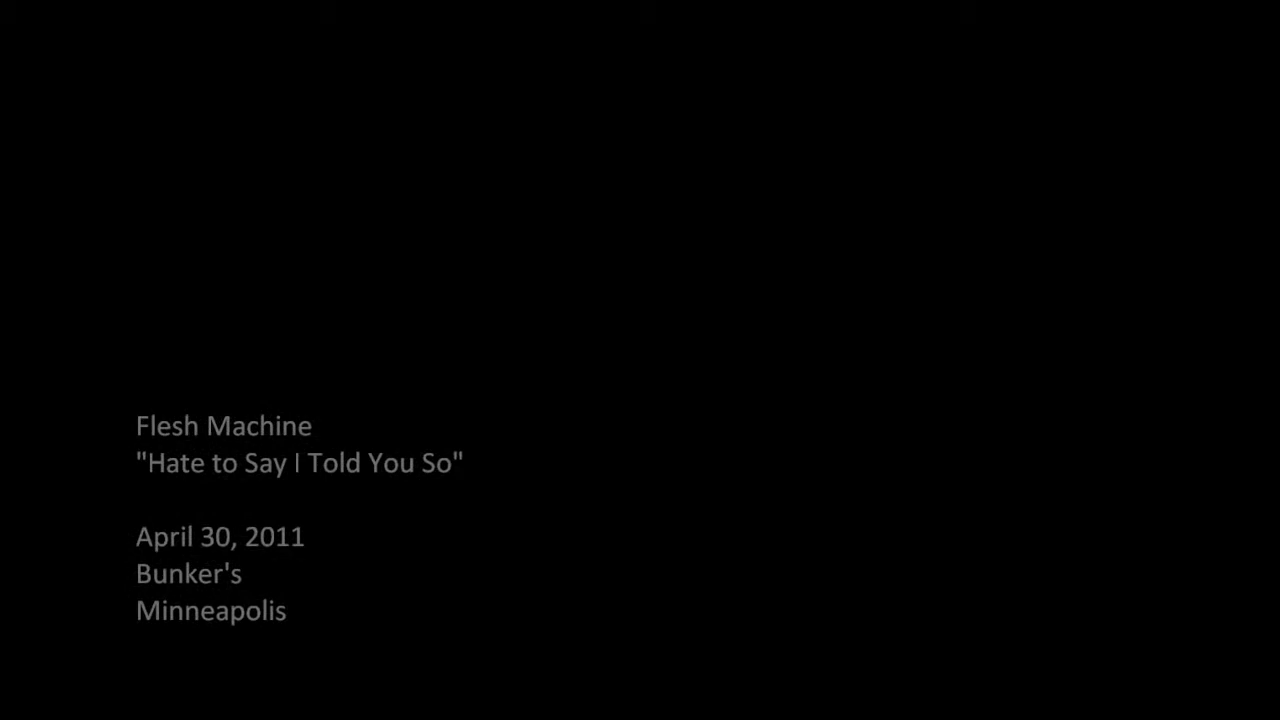 Flesh Machine
"Hate to Say I Told You So"
April 30, 2011
Bunker's
Minneapolis